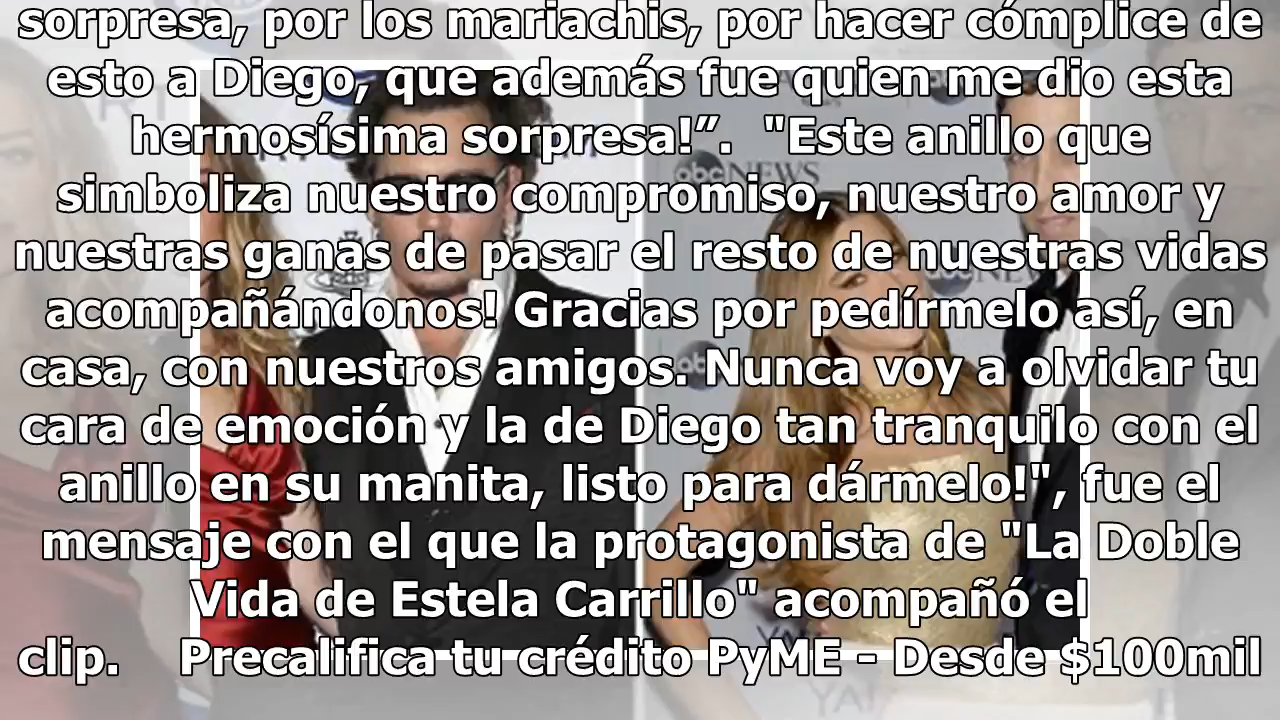 sorpresa, por los mariachis, por hacer cómplice de
esto a Diego, que además fue quien me dio esta
hermosísima sorpresa!”.   "Este anillo que
simboliza nuestro compromiso, nuestro amor y
nuestras ganas de pasar el resto de nuestras vidas
acompañándonos! Gracias por pedírmelo así, en
casa, con nuestros amigos. Nunca voy a olvidar tu
cara de emoción y la de Diego tan tranquilo con el
anillo en su manita, listo para dármelo!", fue el
mensaje con el que la protagonista de "La Doble
Vida de Estela Carrillo" acompañó el
clip.    Precalifica tu crédito PyME - Desde $100mil
abc NEWS
abc